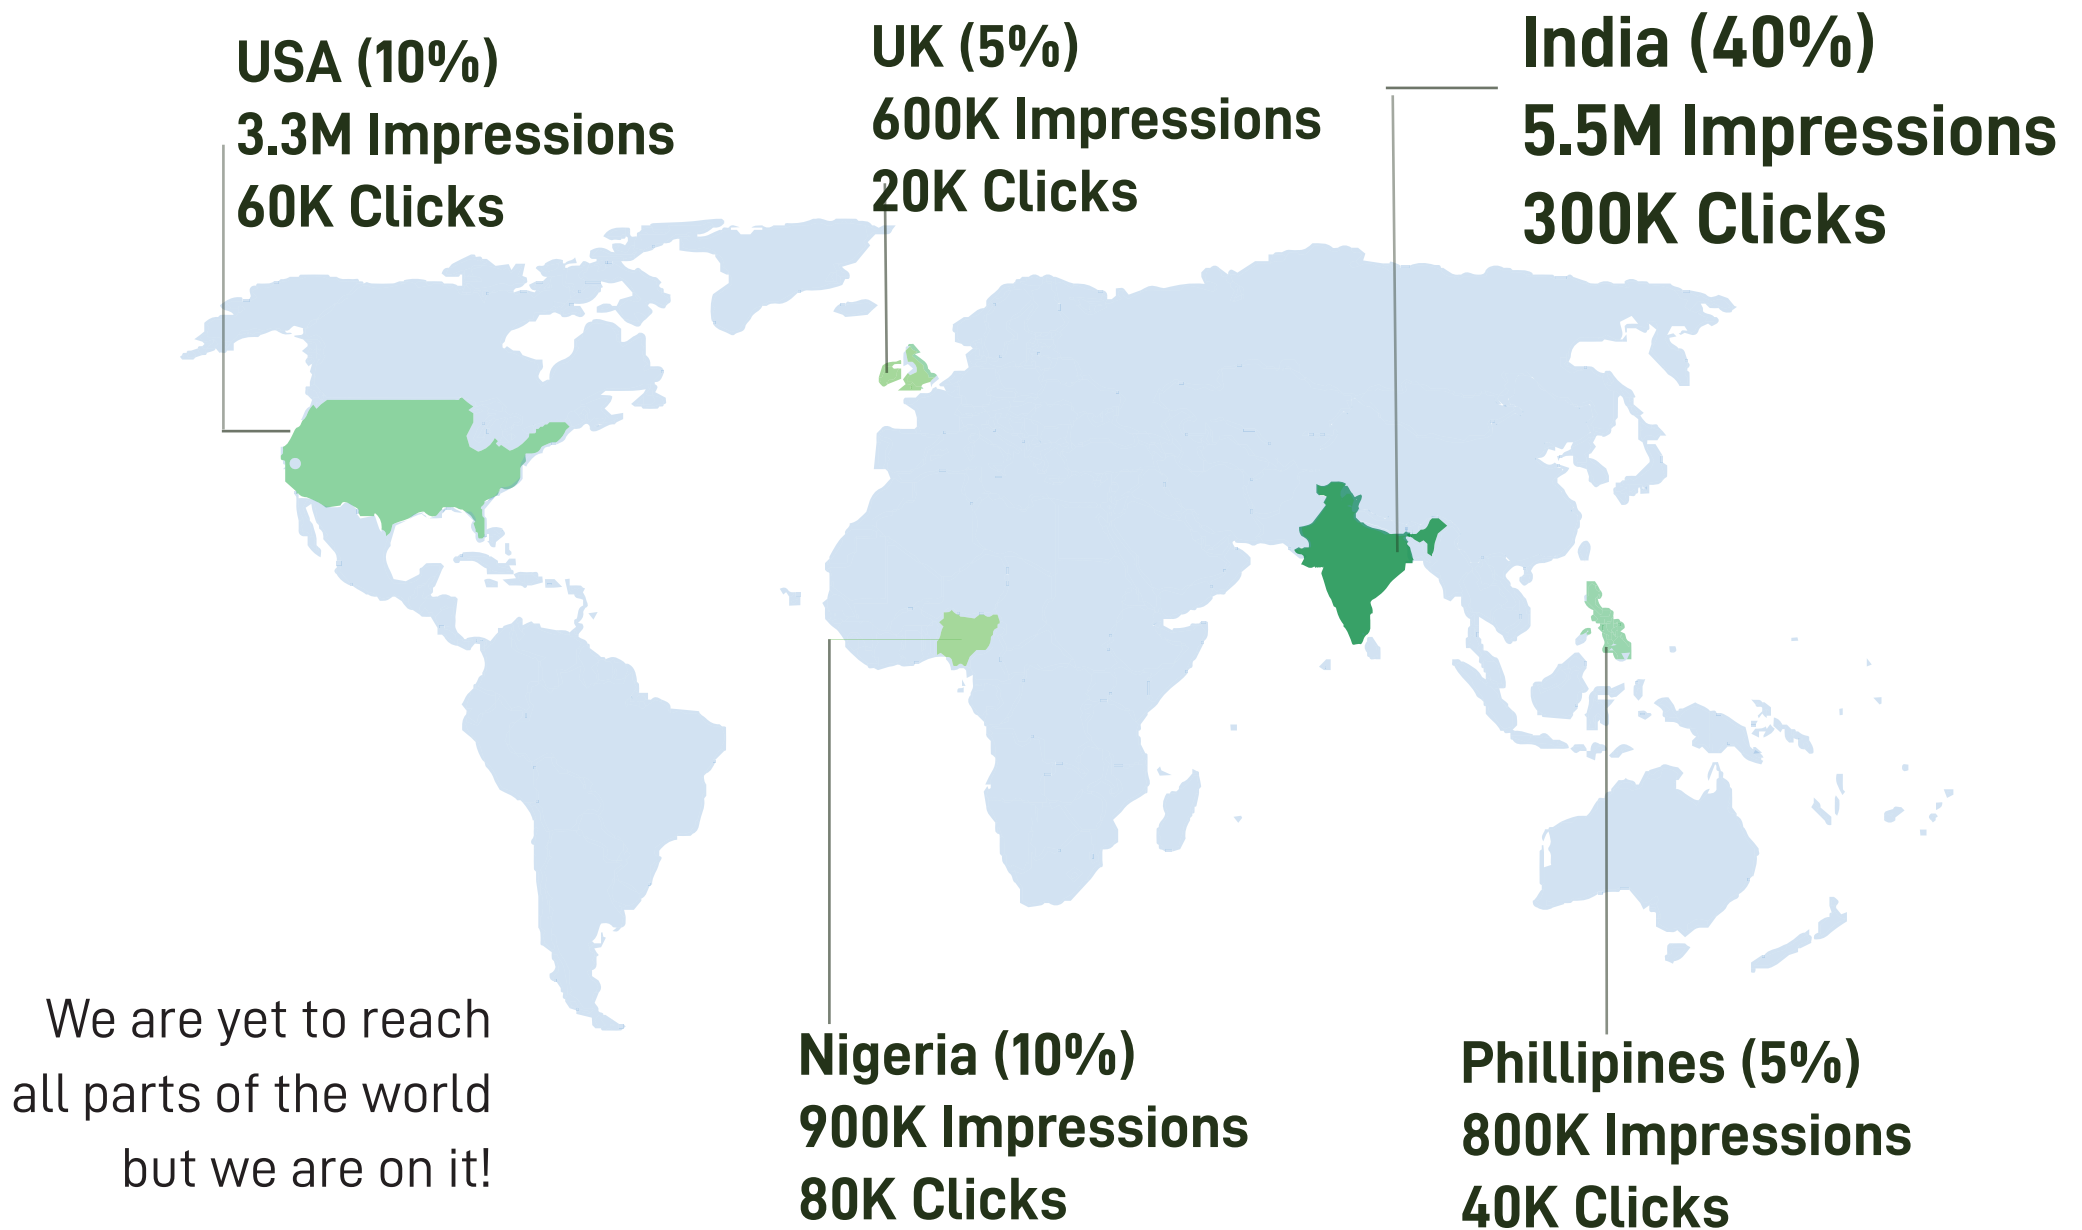 USA (10%)
3.3M Impressions
60K Clicks
UK (5%)
600K Impressions
20K Clicks
India (40%)
5.5M Impressions
300K Clicks
We are yet to reach
all parts of the world
but we are on it!
Nigeria (10%)
900K Impressions
80K Clicks
Phillipines (5%)
800K Impressions
40K Clicks